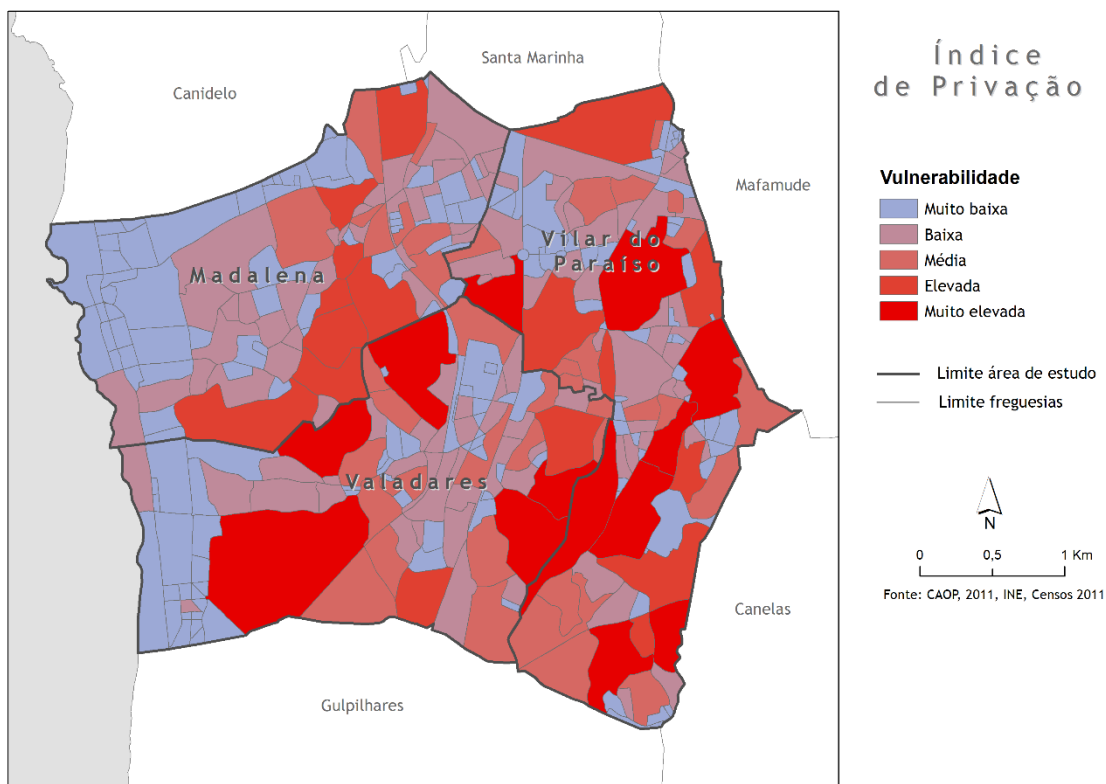 Índice
de Privação
Santa Marinha
Canidelo
Mafamude
Vilar do
Paraíso
Madalena
Valadares
Canelas
Gulpilhares
Vulnerabilidade
Muito baixa
Baixa
Média
Elevada
Muito elevada
Limite área de estudo
Limite freguesias
N
0 0,5 1 Km
Fonte: CAOP, 2011, INE, Censos 2011